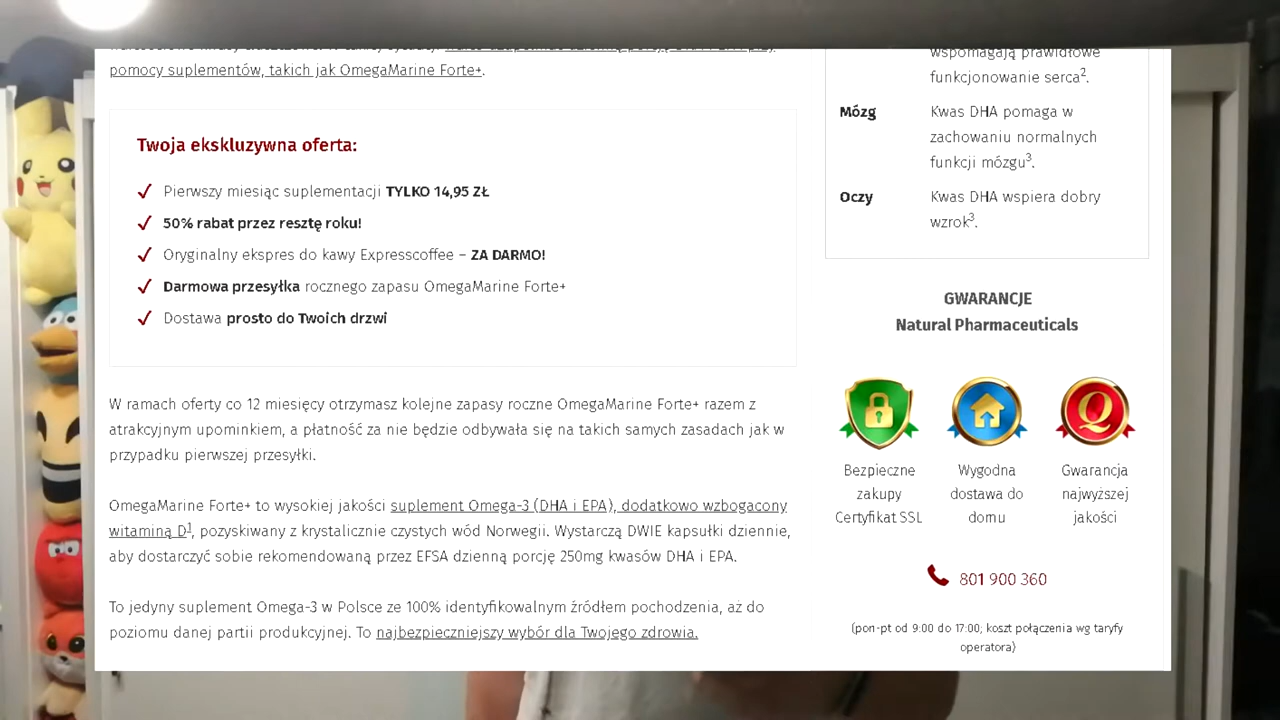 pomocy suplementów, takich jak OmegaMarine Forte+.
Twoja ekskluzywna oferta:
Pierwszy miesiąc suplementacji TYLKO 14,95 ZŁ
50% rabat przez resztę roku!
Oryginalny ekspres do kawy Expresscoffee – ZA DARMO!
Darmowa przesyłka rocznego zapasu OmegaMarine Forte+
Dostawa prosto do Twoich drzwi
W ramach oferty co 12 miesięcy otrzymasz kolejne zapasy roczne OmegaMarine Forte+ razem z
atrakcyjnym upominkiem, a płatność za nie będzie odbywała się na takich samych zasadach jak w
przypadku pierwszej przesyłki.
OmegaMarine Forte+ to wysokiej jakości suplement Omega-3 (DHA i EPA), dodatkowo wzbogacony
witaminą D¹, pozyskiwany z krystalicznie czystych wód Norwegii. Wystarczą DWIE kapsułki dziennie,
aby dostarczyć sobie rekomendowaną przez EFSA dzienną porcję 250mg kwasów DHA i EPA.
To jedyny suplement Omega-3 w Polsce ze 100% identyfikowalnym źródłem pochodzenia, aż do
poziomu danej partii produkcyjnej. To najbezpieczniejszy wybór dla Twojego zdrowia.
wspomagają prawidłowe
funkcjonowanie serca².
Mózg Kwas DHA pomaga w
zachowaniu normalnych
funkcji mózgu³.
Oczy Kwas DHA wspiera dobry
wzrok³.
GWARANCJE
Natural Pharmaceuticals
Bezpieczne
zakupy
Certyfikat SSL
Wygodna
dostawa do
domu
Q
Gwarancja
najwyższej
jakości
801 900 360
(pon-pt od 9:00 do 17:00; koszt połączenia wg taryfy
operatora)